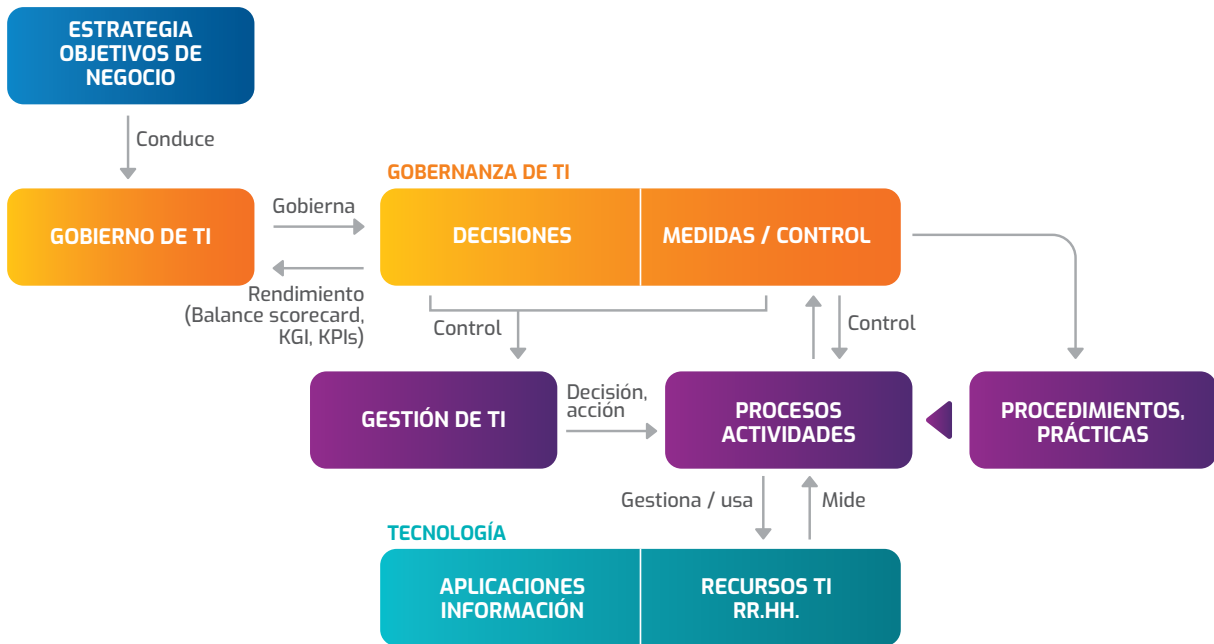 ESTRATEGIA
OBJETIVOS DE
NEGOCIO
Conduce
GOBERNANZA DE TI
GOBIERNO DE TI
Gobierna
DECISIONES
MEDIDAS / CONTROL
Rendimiento
(Balance scorecard,
KGI, KPIs)
Control
Control
GESTIÓN DE TI
Decisión,
acción
PROCESOS
ACTIVIDADES
PROCEDIMIENTOS,
PRÁCTICAS
Gestiona / usa
Mide
TECNOLOGÍA
APLICACIONES
INFORMACIÓN
RECURSOS TI
RR.HH.